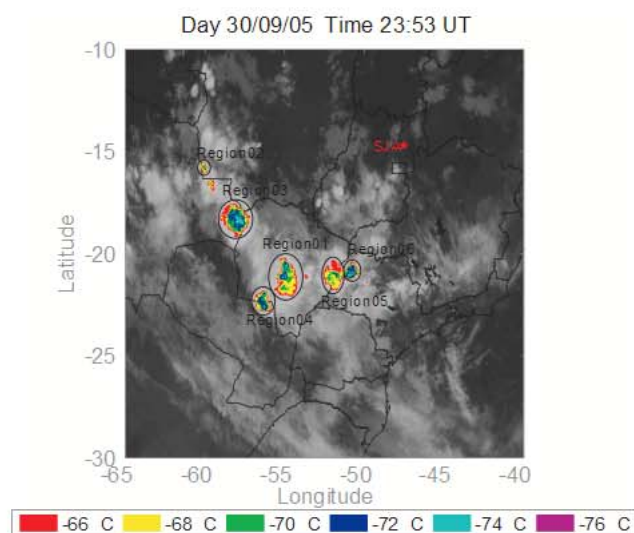 Day 30/09/05 Time 23:53 UT
-10
-15
-20
-25
-30
Latitude
Region02
Region03
Region01
Region04
Region05
-65 -60 -55 -50 -45 -40
Longitude
-66 C -68 C -70 C -72 C -74 C -76 C